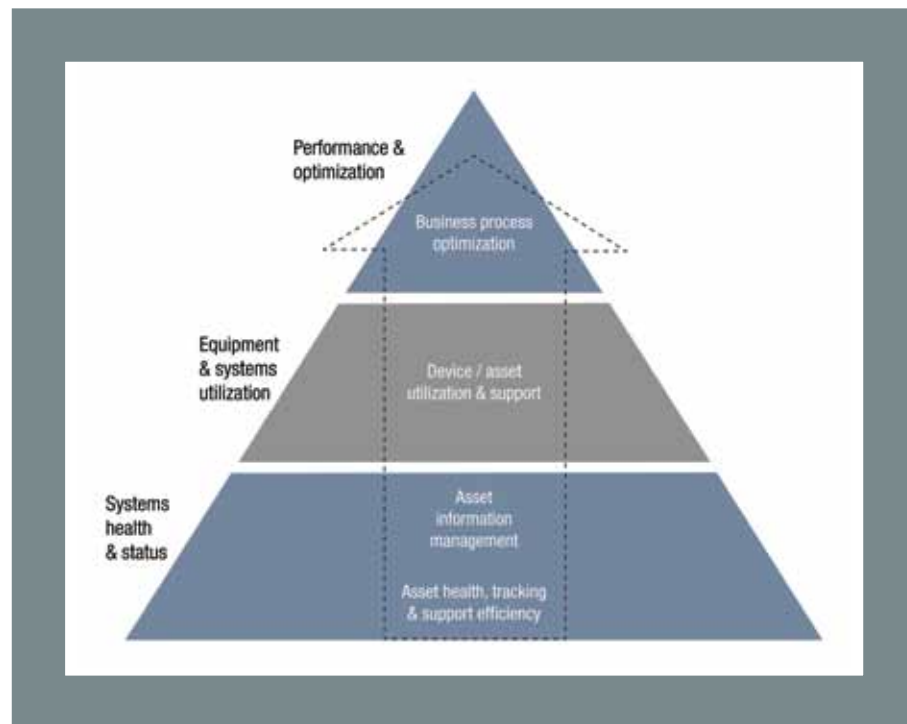 Performance &
optimization
Business process
optimization
Equipment
& systems
utilization
Device / asset
utilization & support
Systems
health
& status
Asset
information
management
Asset health, tracking
& support efficiency